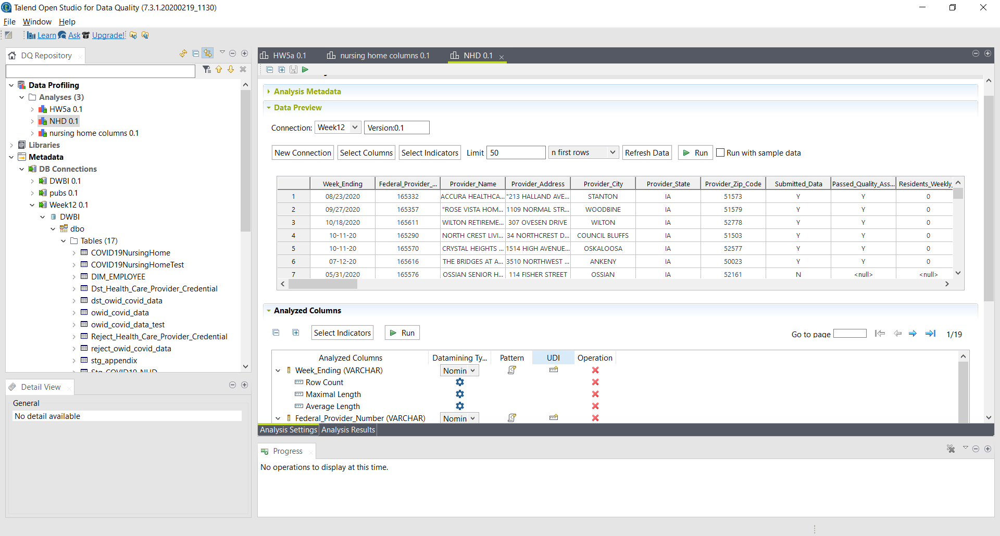 Talend Open Studio for Data Quality (7.3.1.20200219_1130)
File Window Help
Learn Ask Upgrade!
DQ Repository
Data Profiling
Analyses (3)
HW5a 0.1
NHD 0.1
nursing home columns 0.1
Libraries
Metadata
DB Connections
DWBI 0.1
pubs 0.1
Week12 0.1
DWBI
dbo
Tables (17)
COVID19NursingHome
COVID19NursingHomeTest
DIM_EMPLOYEE
Dst_Health_Care_Provider_Credential
dst_owid_covid_data
owid_covid_data
owid_covid_data_test
Reject_Health_Care_Provider_Credential
reject_owid_covid_data
stg_appendix
Stg_COVID19_NHD
Detail View
General
No detail available
HW5a 0.1 nursing home columns 0.1 NHD 0.1
Analysis Metadata
Data Preview
Connection: Week12 Version:0.1
New Connection Select Columns Select Indicators Limit 50 n first rows Refresh Data Run Run with sample data
Week_Ending Federal_Provider_... Provider_Name Provider_Address Provider_City Provider_State Provider_Zip_Code Submitted_Data Passed_Quality_Ass... Residents_Weekly_
1 08/23/2020 165332 ACCURA HEALTHCA... "213 HALLAND AVE... STANTON IA 51573 Y Y 0
2 09/27/2020 165357 "ROSE VISTA HOM... 1109 NORMAL STR... WOODBINE IA 51579 Y Y 0
3 10/18/2020 165611 WILTON RETIREME... 307 OVESEN DRIVE WILTON IA 52778 Y Y 0
4 10-11-20 165290 NORTH CREST LIVI... 34 NORTHCREST D... COUNCIL BLUFFS IA 51503 Y Y 0
5 10-11-20 165570 CRYSTAL HEIGHTS ... 1514 HIGH AVENUE... OSKALOOSA IA 52577 Y Y 0
6 07-12-20 165616 THE BRIDGES AT A... 3510 NORTHWEST ... ANKENY IA 50023 Y Y 0
7 05/31/2020 165576 OSSIAN SENIOR H... 114 FISHER STREET OSSIAN IA 52161 N <null> <null>
Analyzed Columns
Select Indicators Run Go to page 1/19
Analyzed Columns Datamining Ty... Pattern UDI Operation
Week_Ending (VARCHAR) Nomin
Row Count
Maximal Length
Average Length
Federal_Provider_Number (VARCHAR) Nomin
Analysis Settings Analysis Results
Progress
No operations to display at this time.